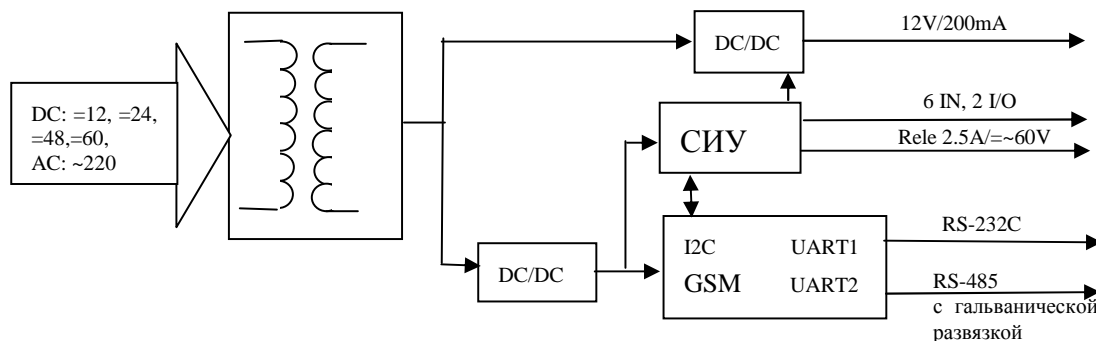 DC: =12, =24,
=48,=60,
AC: ~220
DC/DC
12V/200mA
СИУ
6 IN, 2 I/O
Rele 2.5A/=~60V
DC/DC
I2C UART1
GSM UART2
RS-232C
RS-485
с гальванической
развязкой